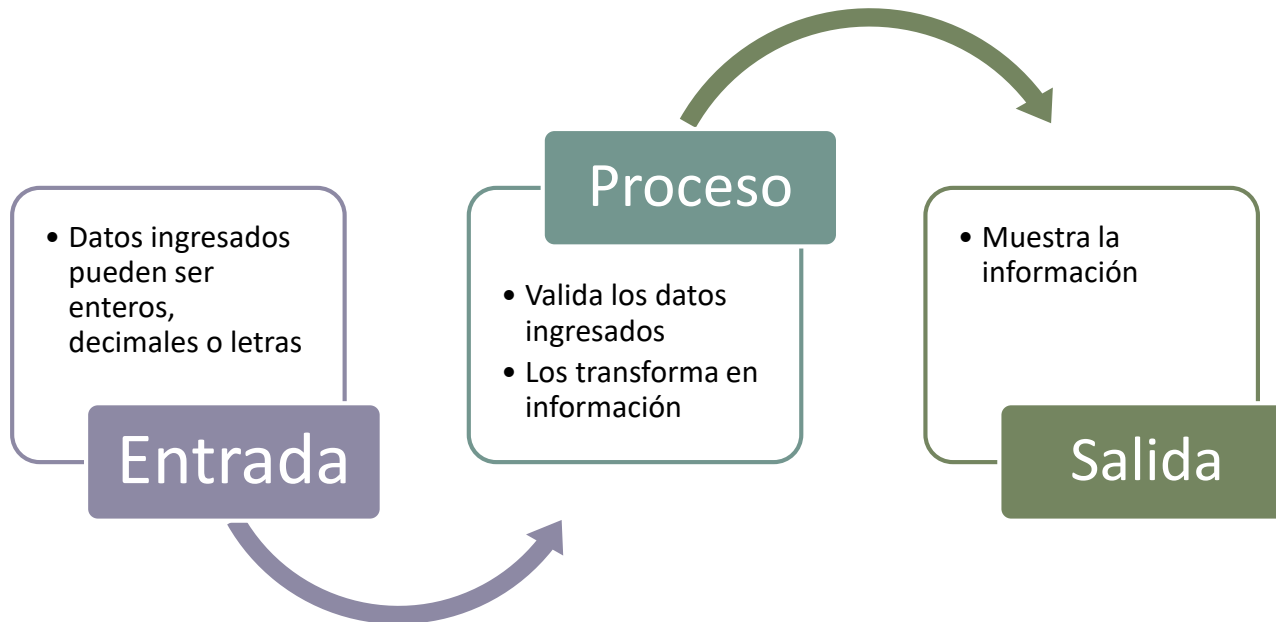 • Datos ingresados
pueden ser
enteros,
decimales o letras
Entrada
Proceso
• Valida los datos
ingresados
• Los transforma en
información
• Muestra la
información
Salida